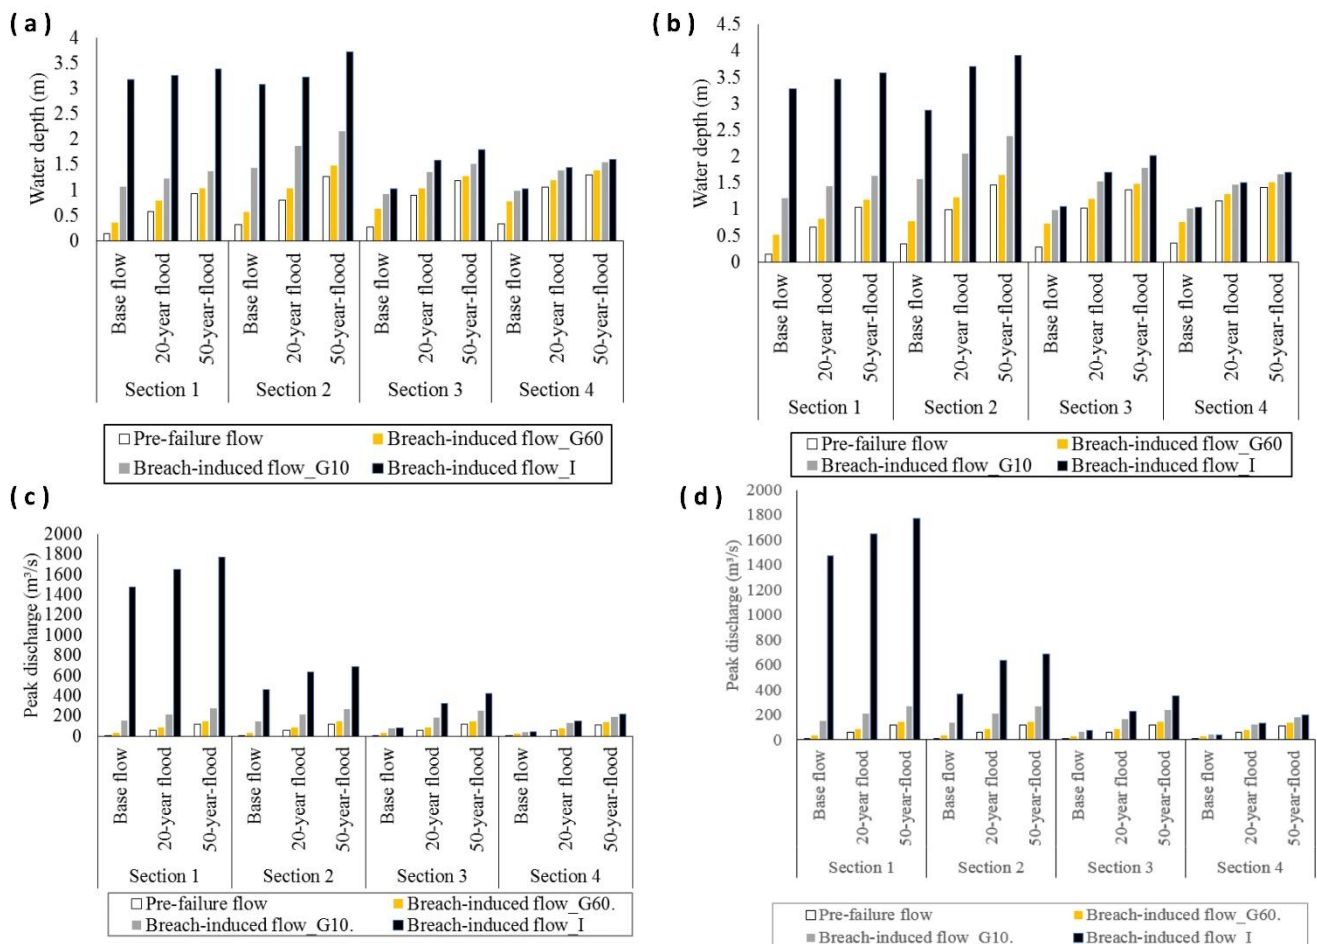 ( a )
4
3.5
3
2.5
2
1.5
1
0.5
0
Water depth (m)
Base flow
20-year flood
50-year-flood
Base flow
20-year flood
50-year-flood
Base flow
20-year flood
50-year-flood
Base flow
20-year flood
50-year-flood
Section 1 Section 2 Section 3 Section 4
Pre-failure flow Breach-induced flow_G60
Breach-induced flow_G10 Breach-induced flow_I
( b )
4.5
4
3.5
3
2.5
2
1.5
1
0.5
0
Water depth (m)
Base flow
20-year flood
50-year-flood
Base flow
20-year flood
50-year-flood
Base flow
20-year flood
50-year-flood
Base flow
20-year flood
50-year-flood
Section 1 Section 2 Section 3 Section 4
Pre-failure flow Breach-induced flow_G60
Breach-induced flow_G10 Breach-induced flow_I
( c )
2000
1800
1600
1400
1200
1000
800
600
400
200
0
Peak discharge (m³/s)
Base flow
20-year flood
50-year-flood
Base flow
20-year flood
50-year-flood
Base flow
20-year flood
50-year-flood
Base flow
20-year flood
50-year-flood
Section 1 Section 2 Section 3 Section 4
Pre-failure flow Breach-induced flow_G60.
Breach-induced flow_G10. Breach-induced flow_I
( d )
2000
1800
1600
1400
1200
1000
800
600
400
200
0
Peak discharge (m³/s)
Base flow
20-year flood
50-year-flood
Base flow
20-year flood
50-year-flood
Base flow
20-year flood
50-year-flood
Base flow
20-year flood
50-year-flood
Section 1 Section 2 Section 3 Section 4
Pre-failure flow Breach-induced flow_G60.
Breach-induced flow_G10. Breach-induced flow_I